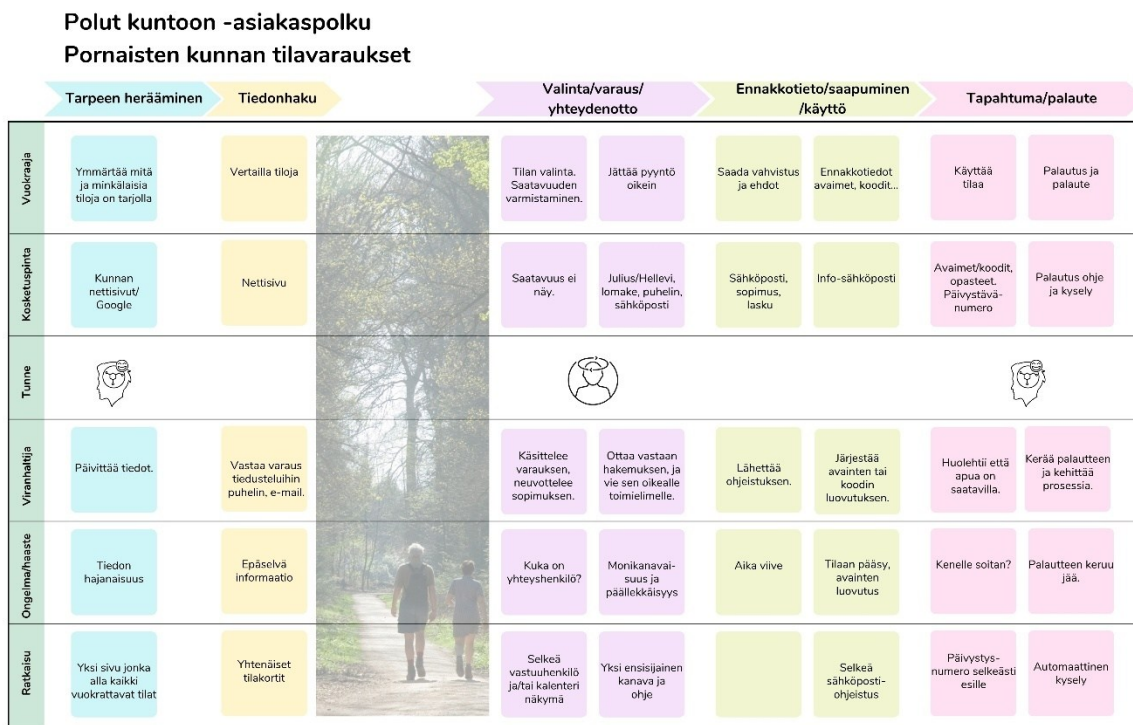 Polut kuntoon -asiakaspolku
Pornaisten kunnan tilavaraukset
Tarpeen herääminen
Tiedonhaku
Valinta/varaus/
yhteydenotto
Ennakkotieto/saapuminen
/käyttö
Tapahtuma/palaute
Vuokraaja
Ymmärtää mitä
ja minkälaisia
tiloja on tarjolla
Vertailla tiloja
Tilan valinta.
Saatavuuden
varmistaminen.
Jättää pyyntö
oikein
Saada vahvistus
ja ehdot
Ennakkotiedot
avaimet, koodit...
Käyttää
tilaa
Palautus ja
palaute
Kosketuspinta
Kunnan
nettisivut/
Google
Nettisivu
Saatavuus ei
näy.
Julius/Hellevi,
lomake, puhelin,
sähköposti
Sähköposti,
sopimus,
lasku
Info-sähköposti
Avaimet/koodit,
opasteet.
Päivystävä-
numero
Palautus ohje
ja kysely
Tunne
Viranhaltija
Päivittää tiedot.
Vastaa varaus
tiedusteluihin
puhelin, e-mail.
Käsittelee
varauksen,
neuvottelee
sopimuksen.
Ottaa vastaan
hakemuksen, ja
vie sen oikealle
toimielimelle.
Lähettää
ohjeistuksen.
Järjestää
avainten tai
koodin
luovutuksen.
Huolehtii että
apua on
saatavilla.
Kerää palautteen
ja kehittää
prosessia.
Ongelma/haaste
Tiedon
hajanaisuus
Epäselvä
informaatio
Kuka on
yhteyshenkilö?
Monikanavai-
suus ja
päällekkäisyys
Aika viive
Tilaan pääsy,
avainten
luovutus
Kenelle soitan?
Palautteen keruu
jää.
Ratkaisu
Yksi sivu jonka
alla kaikki
vuokrattavat tilat
Yhtenäiset
tilakortit
Selkeä
vastuuhenkilö
ja/tai kalenteri
näkymä
Yksi ensisijainen
kanava ja
ohje
Selkeä
sähköposti-
ohjeistus
Päivystys-
numero selkeästi
esille
Automaattinen
kysely